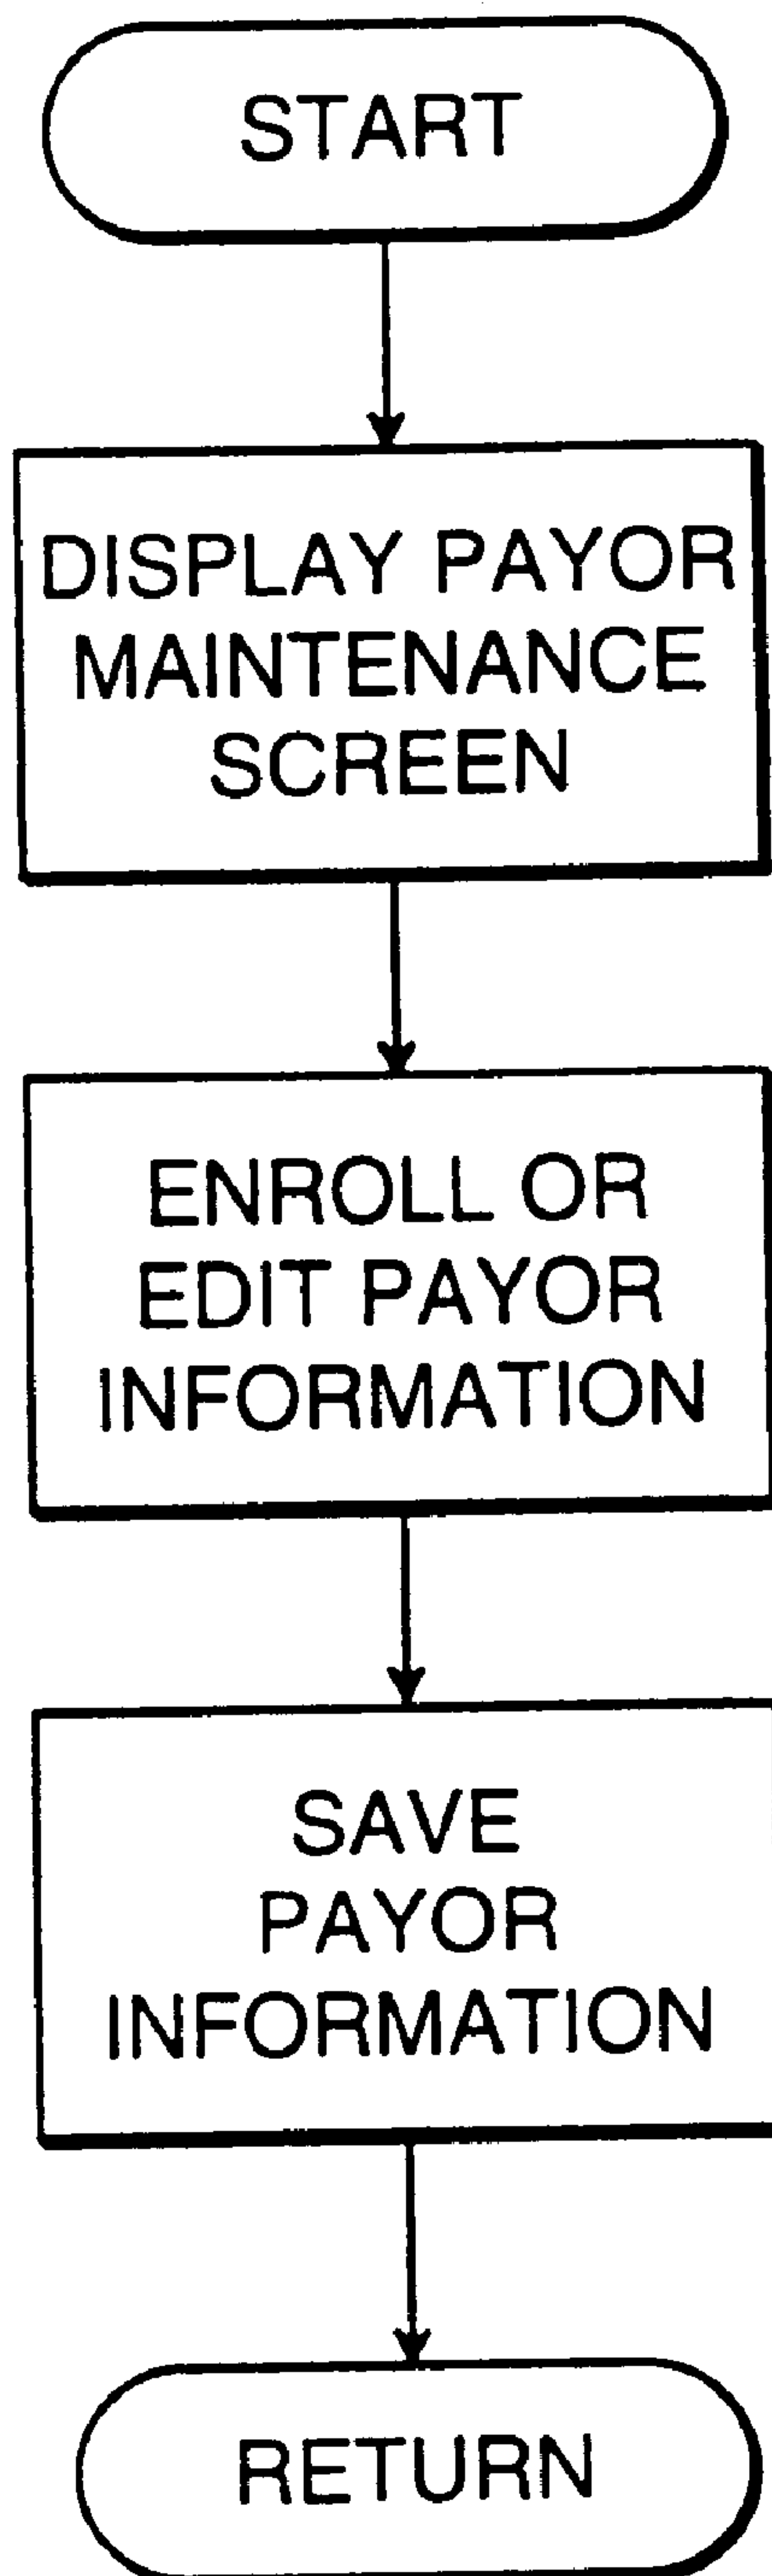 START
DISPLAY PAYOR
MAINTENANCE
SCREEN
ENROLL OR
EDIT PAYOR
INFORMATION
SAVE
PAYOR
INFORMATION
RETURN